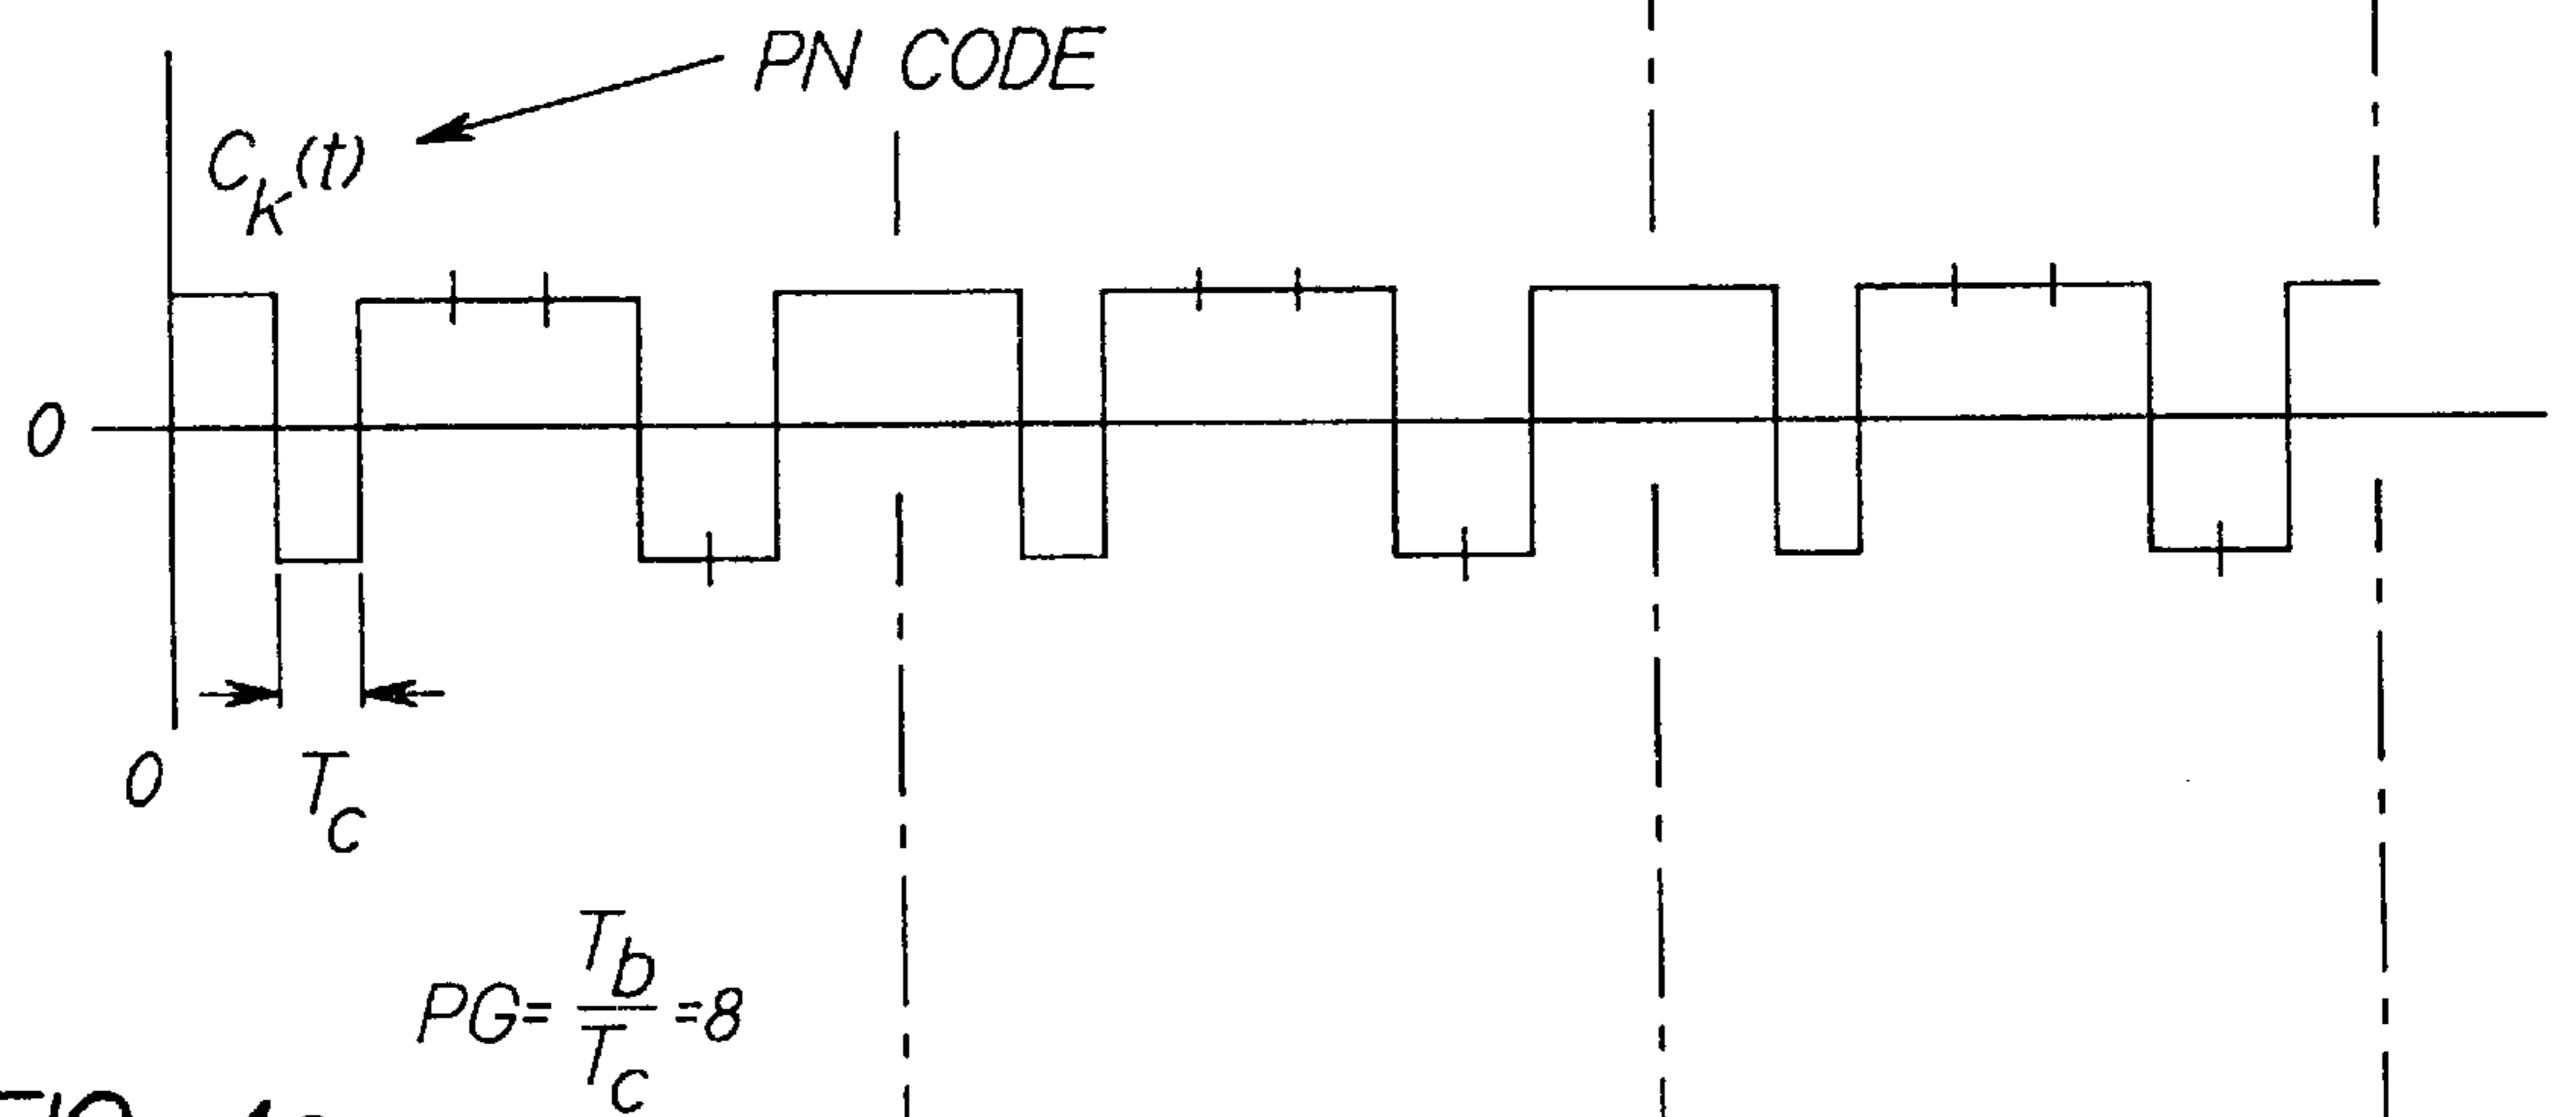 PN CODE
C_k(t)
0
0
T_c
PG = T_b / T_c = 8